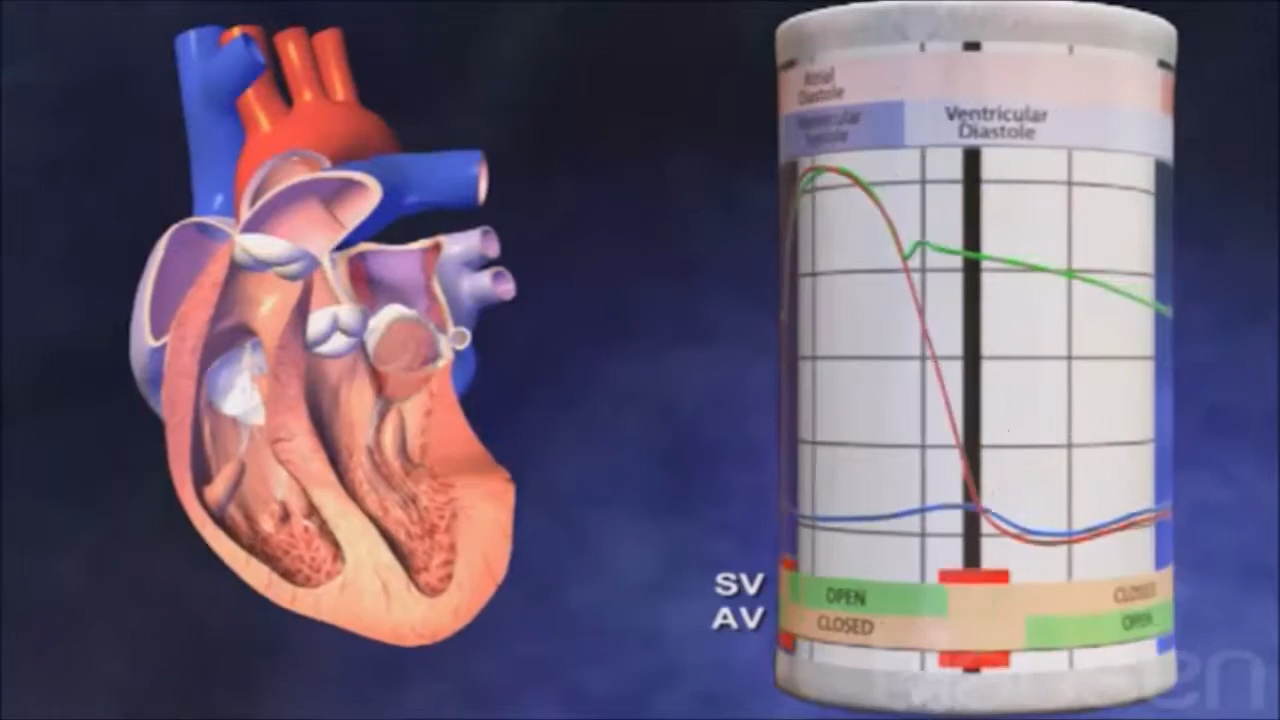 Atrial
Diastole
Ventricular
Systole
Ventricular
Diastole
SV
OPEN
CLOSED
AV
CLOSED
OPEN